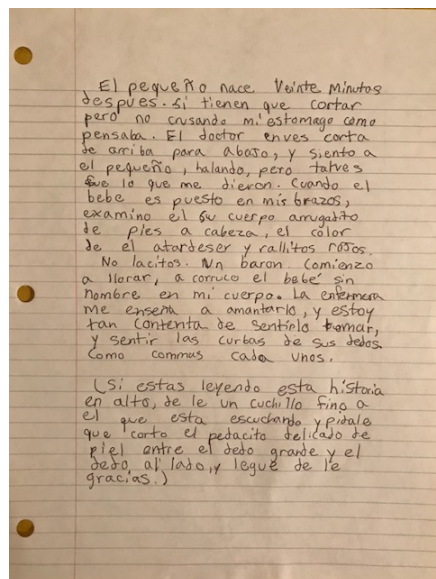 El pequeño nace veinte minutos
despues. Si tienen que cortar
pero no crusando mi estomago como
pensaba. El doctor enves corta
de arriba para abajo, y siento a
el pequeño, halando, pero talves
fue lo que me dieron. Cuando el
bebe es puesto en mis brazos,
examino el su cuerpo arrugadito
de pies a cabeza, el color
de el atardeser y rallitos rojos.
No lacitos. Un baron. Comienzo
a llorar, a corruco el bebé sin
nombre en mi cuerpo. La enfermera
me enseña a amantarlo, y estoy
tan contenta de sentirlo tomar,
y sentir las curbas de sus dedos.
Como commas cada unos.
(Si estas leyendo esta historia
en alto, de le un cuchillo fino a
el que esta escuchando y pidale
que corto el pedacito delicado de
piel entre el dedo grande y el
dedo al lado, y legue de le
gracias.)